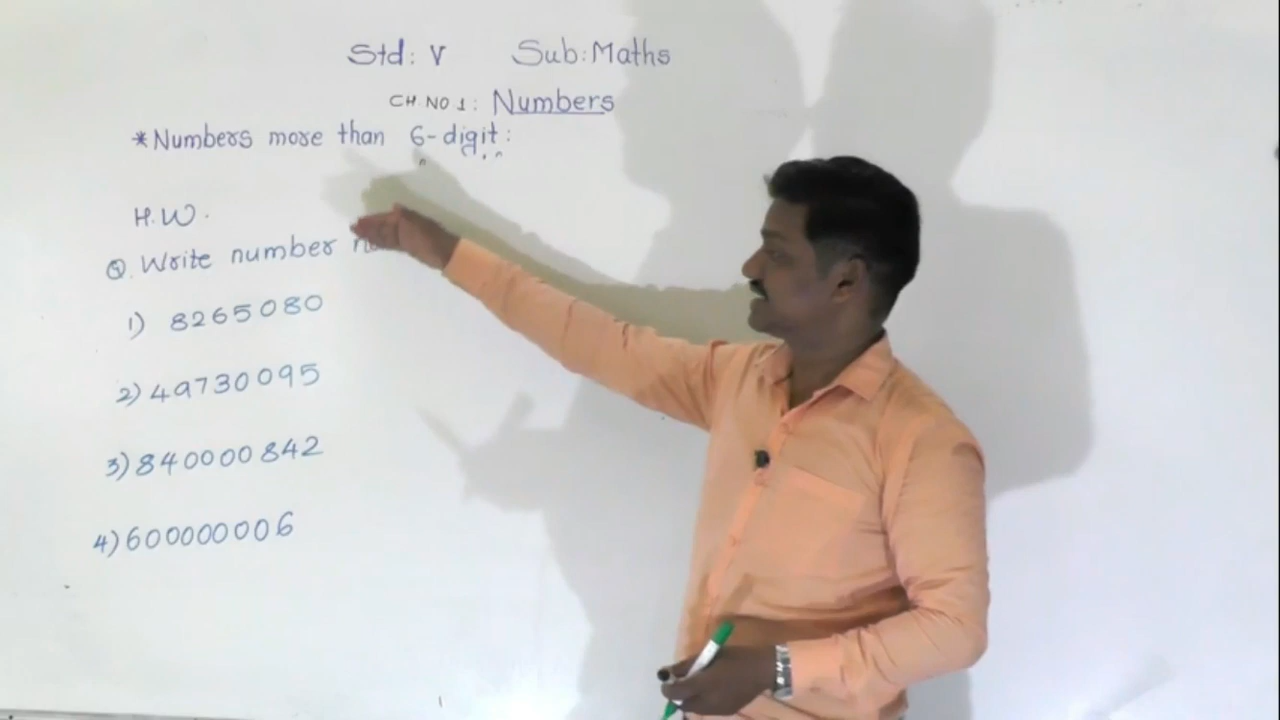 Std: V Sub: Maths
CH. NO 1: Numbers
*Numbers more than 6-digit:
H.W.
Q. Write number
1) 8265080
2) 49730095
3) 840000842
4) 600000006